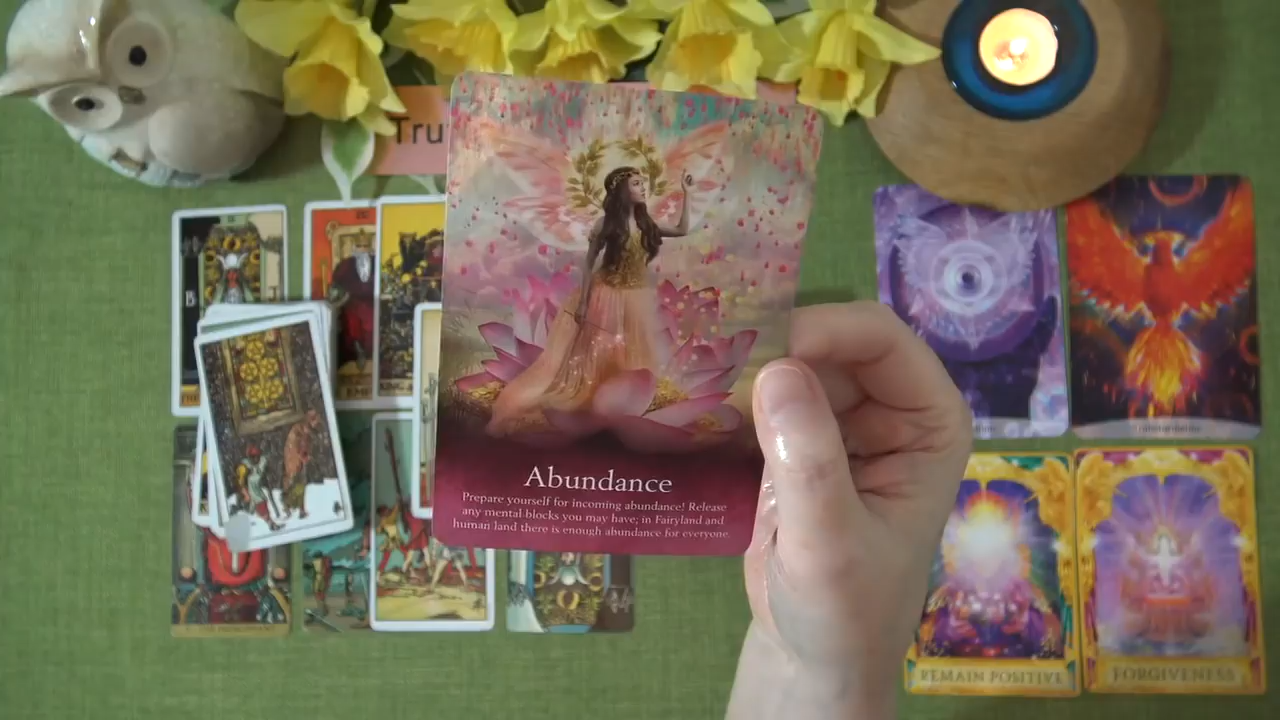 Tru
Abundance
Prepare yourself for incoming abundance! Release
any mental blocks you may have; in Fairyland and
human land there is enough abundance for everyone.
REMAIN POSITIVE
FORGIVENESS